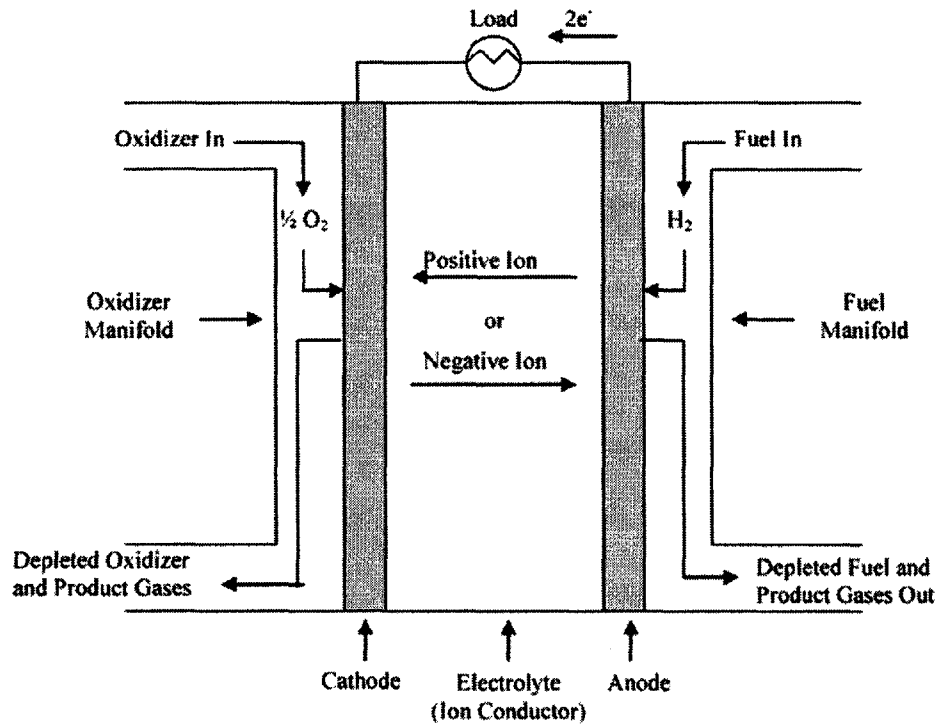 Load
2e-
Oxidizer In
Fuel In
½ O₂
H₂
Positive Ion
or
Negative Ion
Oxidizer
Manifold
Fuel
Manifold
Depleted Oxidizer
and Product Gases
Depleted Fuel and
Product Gases Out
Cathode
Electrolyte
(Ion Conductor)
Anode